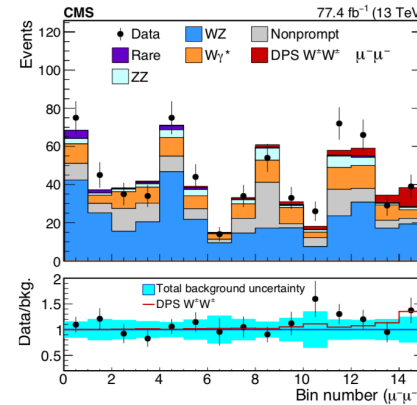 CMS 77.4 fb⁻¹ (13 TeV
Events
120
100
80
60
40
20
0
Data WZ Nonprompt
Rare Wγ* DPS W±W± μ⁻μ⁻
ZZ
Data/bkg.
2
1.5
1
0.5
Total background uncertainty
DPS W±W±
0 2 4 6 8 10 12 14
Bin number (μ⁻μ⁻